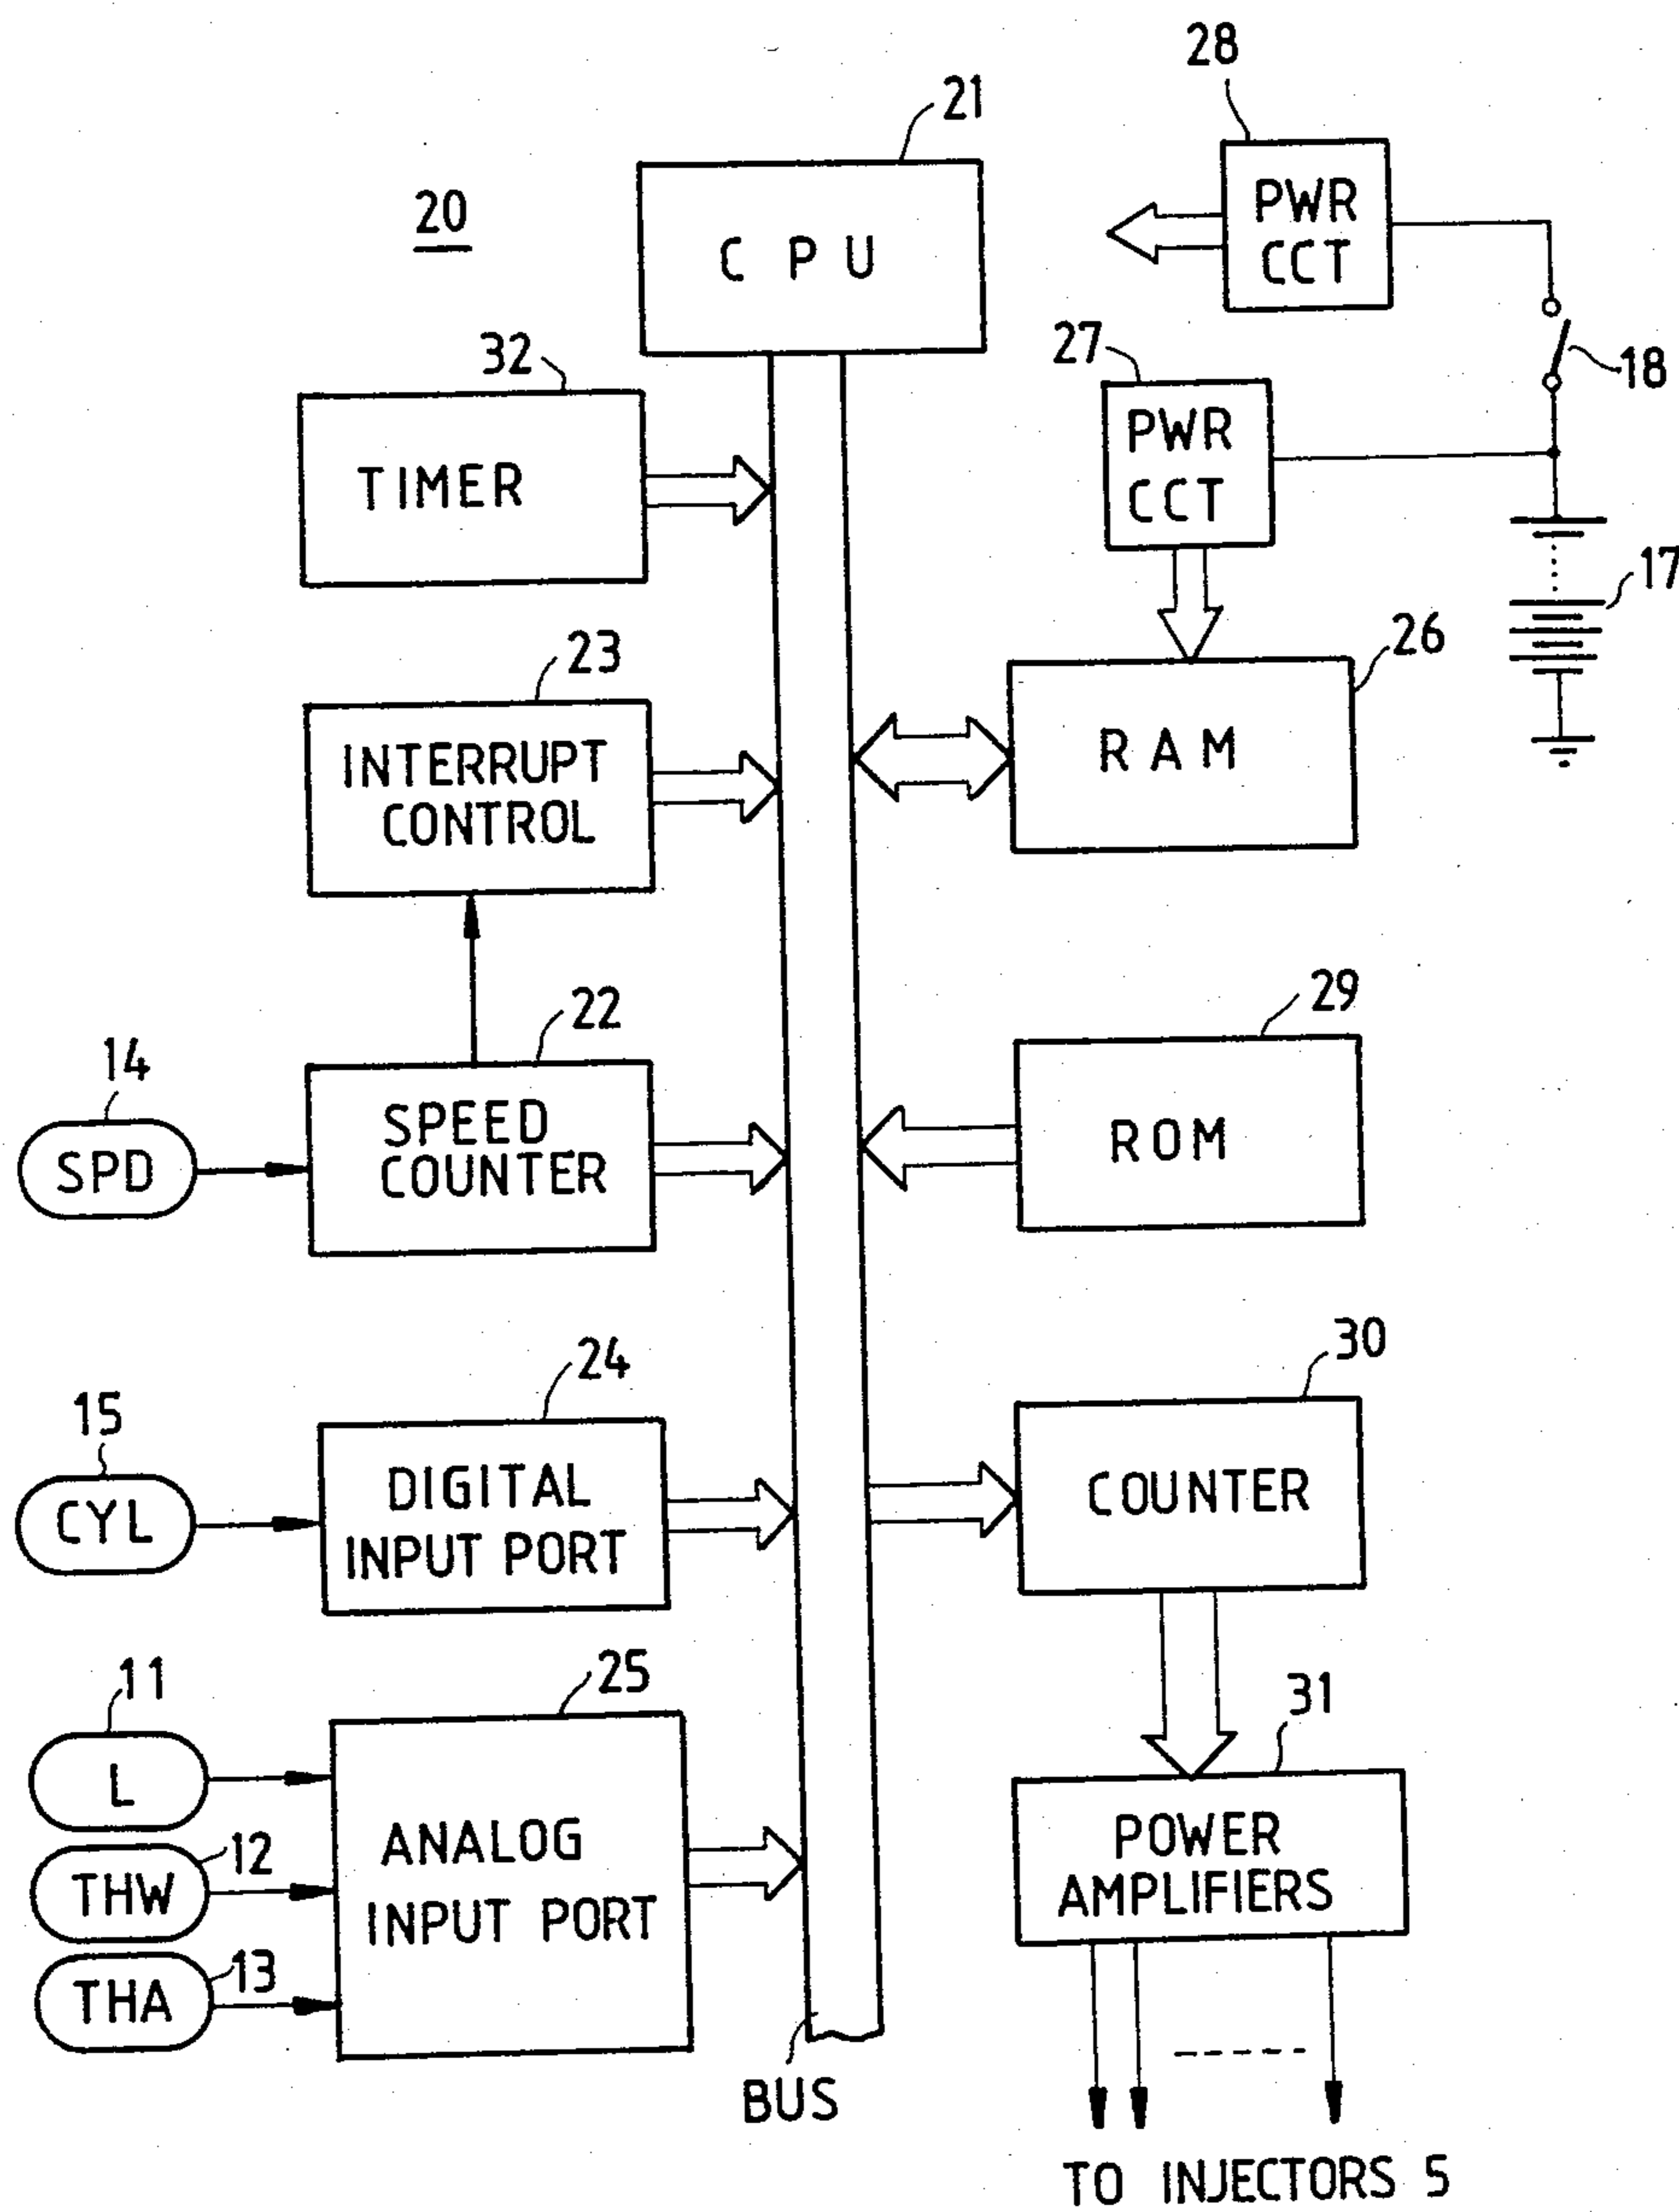 28
21
20
PWR
CCT
C P U
32
27
18
TIMER
PWR
CCT
17
23
26
INTERRUPT
CONTROL
RAM
22
29
14
SPD
SPEED
COUNTER
ROM
24
30
15
CYL
DIGITAL
INPUT PORT
COUNTER
11
25
31
L
12
THW
ANALOG
INPUT PORT
POWER
AMPLIFIERS
13
THA
BUS
TO INJECTORS 5